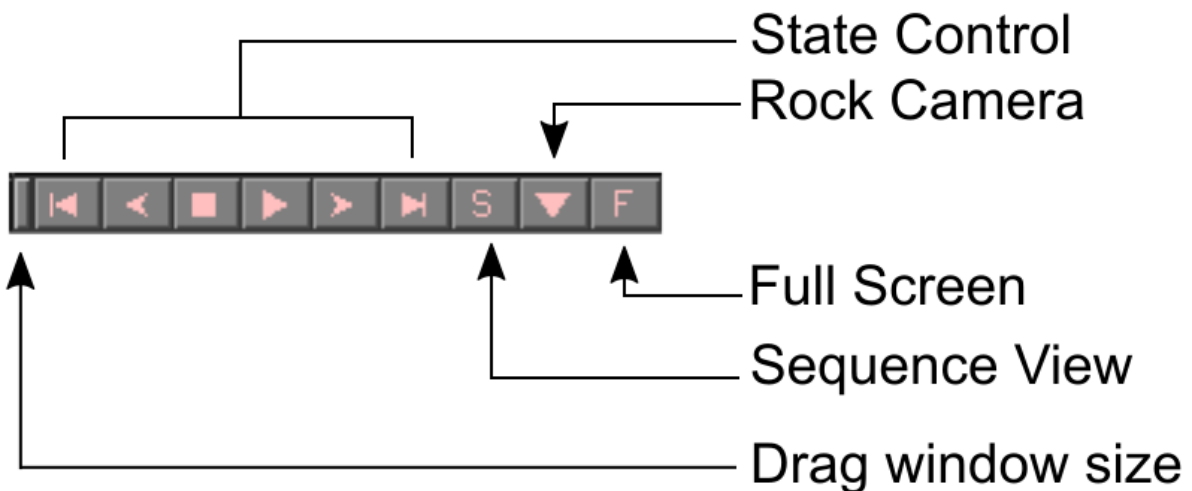 State Control
Rock Camera
S F
Full Screen
Sequence View
Drag window size